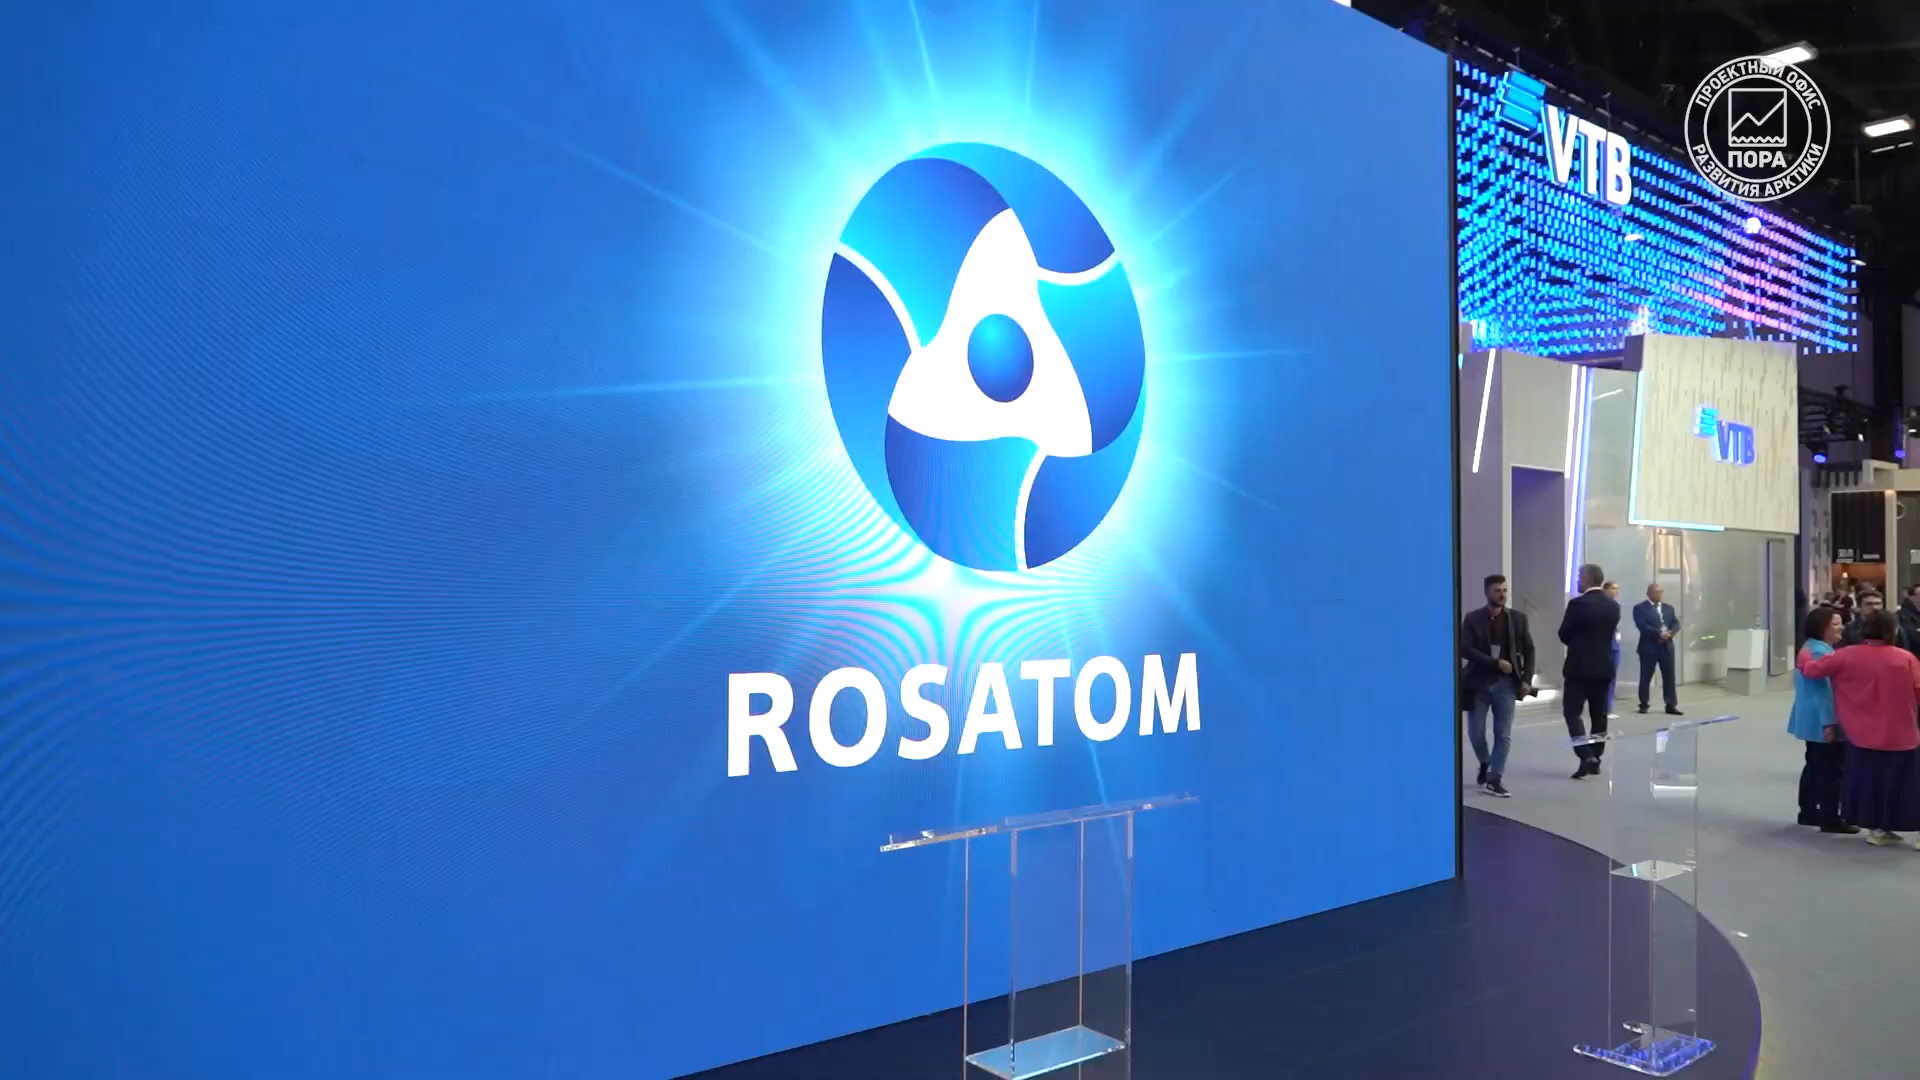 ROSATOM
VTB
VTB
ПРОЕКТНЫЙ ОФИС
ПОРА
РАЗВИТИЯ АРКТИКИ